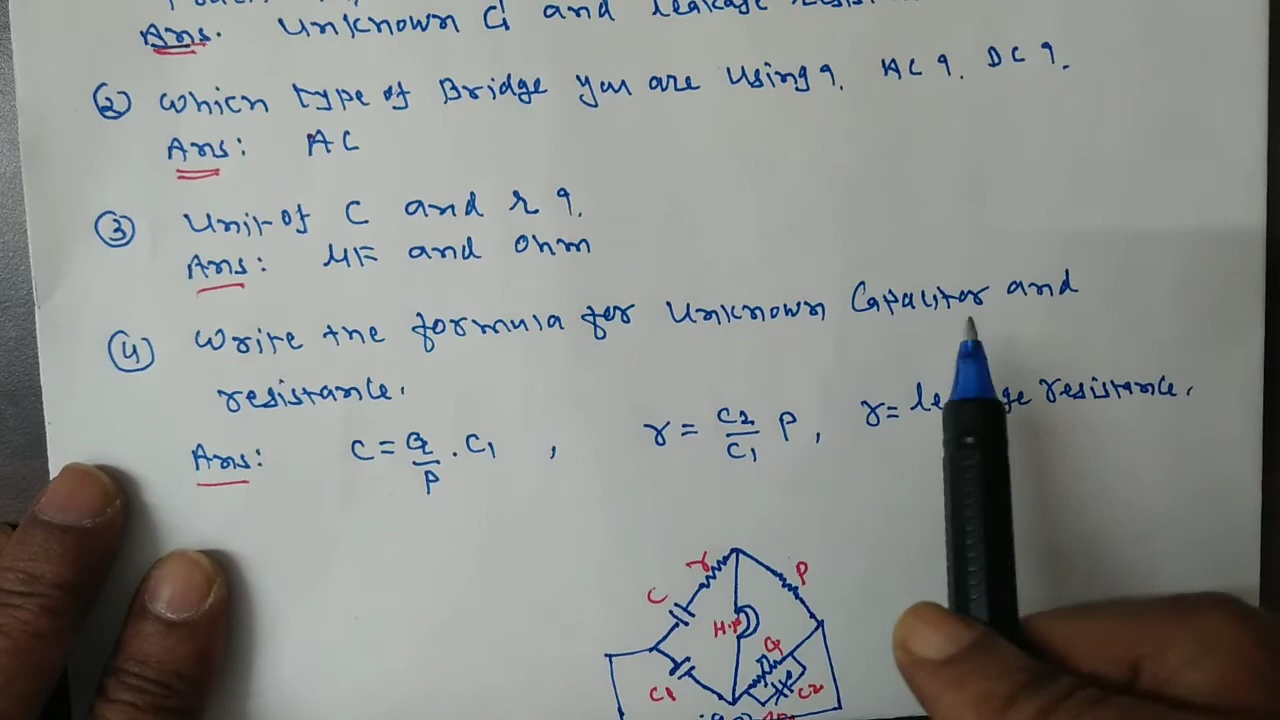 Ans. Unknown C and leakage
② Which type of Bridge you are Using?. AC?. DC?.
Ans: AC
③ Unit of C and r?.
Ans: μF and ohm
④ Write the formula for Unknown Capacitor and
resistance.
Ans: C = Q/P . C1 , r = C2/C1 P , r = resistance.
r P
C
H.P
Q
C1 C2